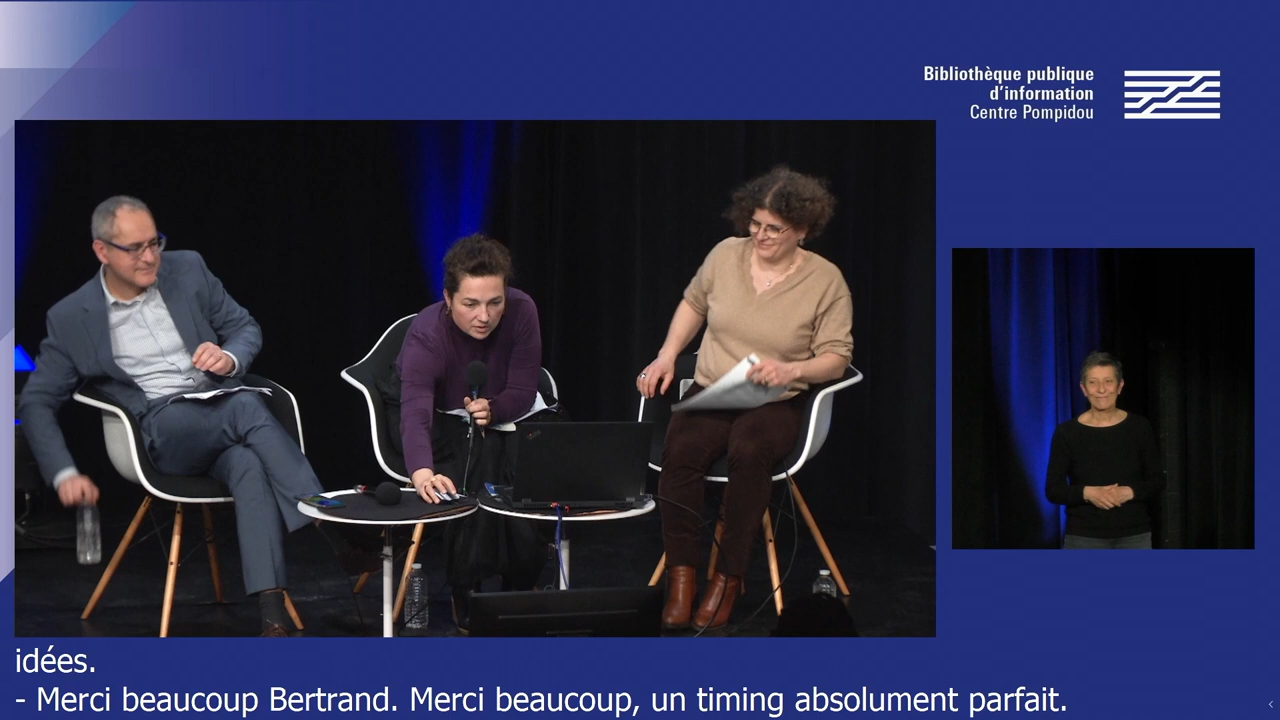 Bibliothèque publique
d'information
Centre Pompidou
idées.
- Merci beaucoup Bertrand. Merci beaucoup, un timing absolument parfait.